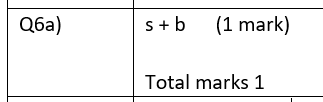 Q6a) s + b (1 mark)
Total marks 1